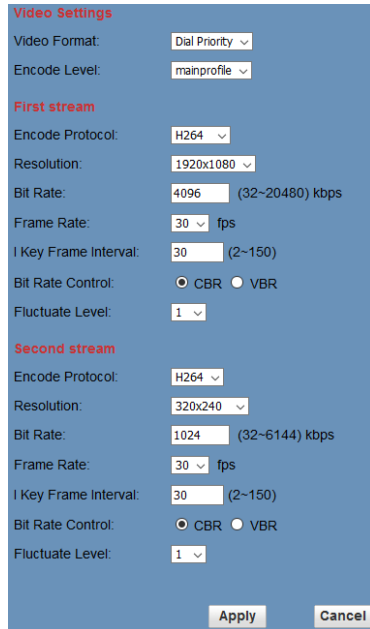 Video Settings
Video Format: Dial Priority
Encode Level: mainprofile
First stream
Encode Protocol: H264
Resolution: 1920x1080
Bit Rate: 4096 (32~20480) kbps
Frame Rate: 30 fps
I Key Frame Interval: 30 (2~150)
Bit Rate Control: CBR VBR
Fluctuate Level: 1
Second stream
Encode Protocol: H264
Resolution: 320x240
Bit Rate: 1024 (32~6144) kbps
Frame Rate: 30 fps
I Key Frame Interval: 30 (2~150)
Bit Rate Control: CBR VBR
Fluctuate Level: 1
Apply Cancel